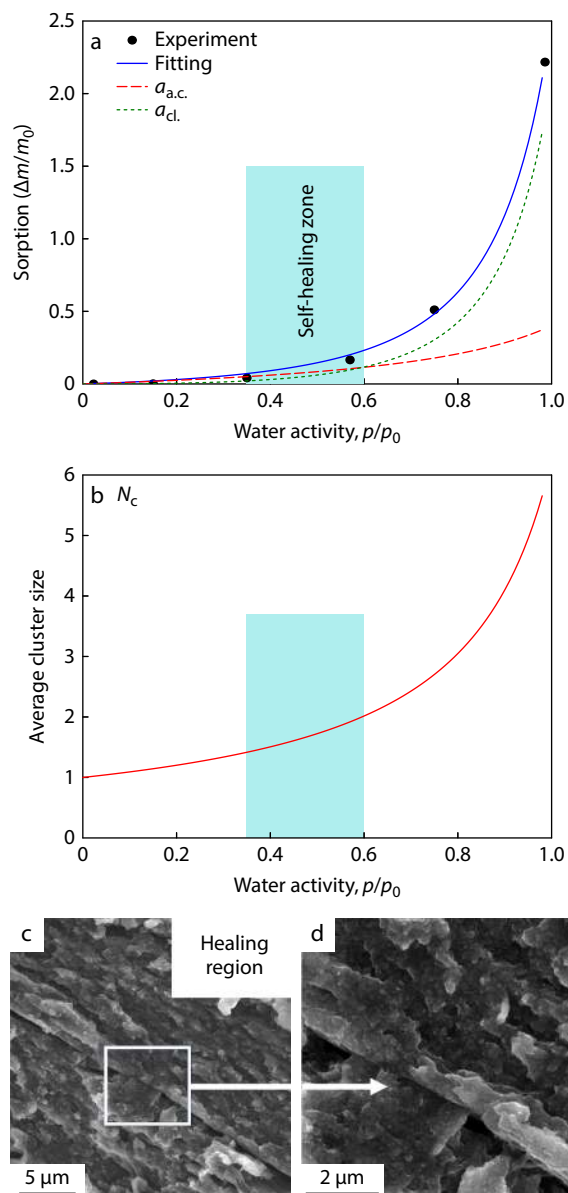 a
Experiment
Fitting
a a.c.
a cl.
Self-healing zone
Sorption (Δm/m0)
2.5
2.0
1.5
1.0
0.5
0
0 0.2 0.4 0.6 0.8 1.0
Water activity, p/p0
b Nc
Average cluster size
6
5
4
3
2
1
0
0 0.2 0.4 0.6 0.8 1.0
Water activity, p/p0
c
Healing
region
d
5 μm
2 μm